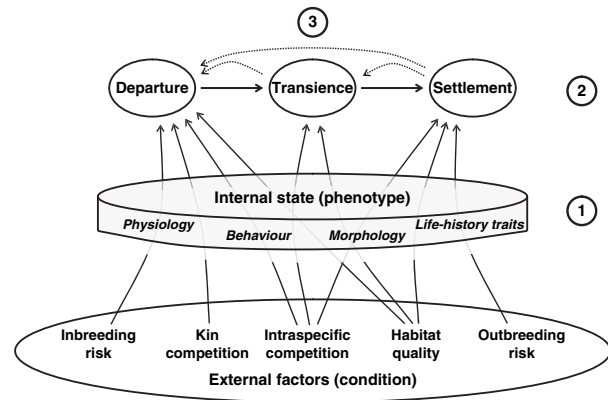 3
Departure Transience Settlement
2
Internal state (phenotype)
Physiology Behaviour Morphology Life-history traits
1
Inbreeding Kin Intraspecific Habitat Outbreeding
risk competition competition quality risk
External factors (condition)